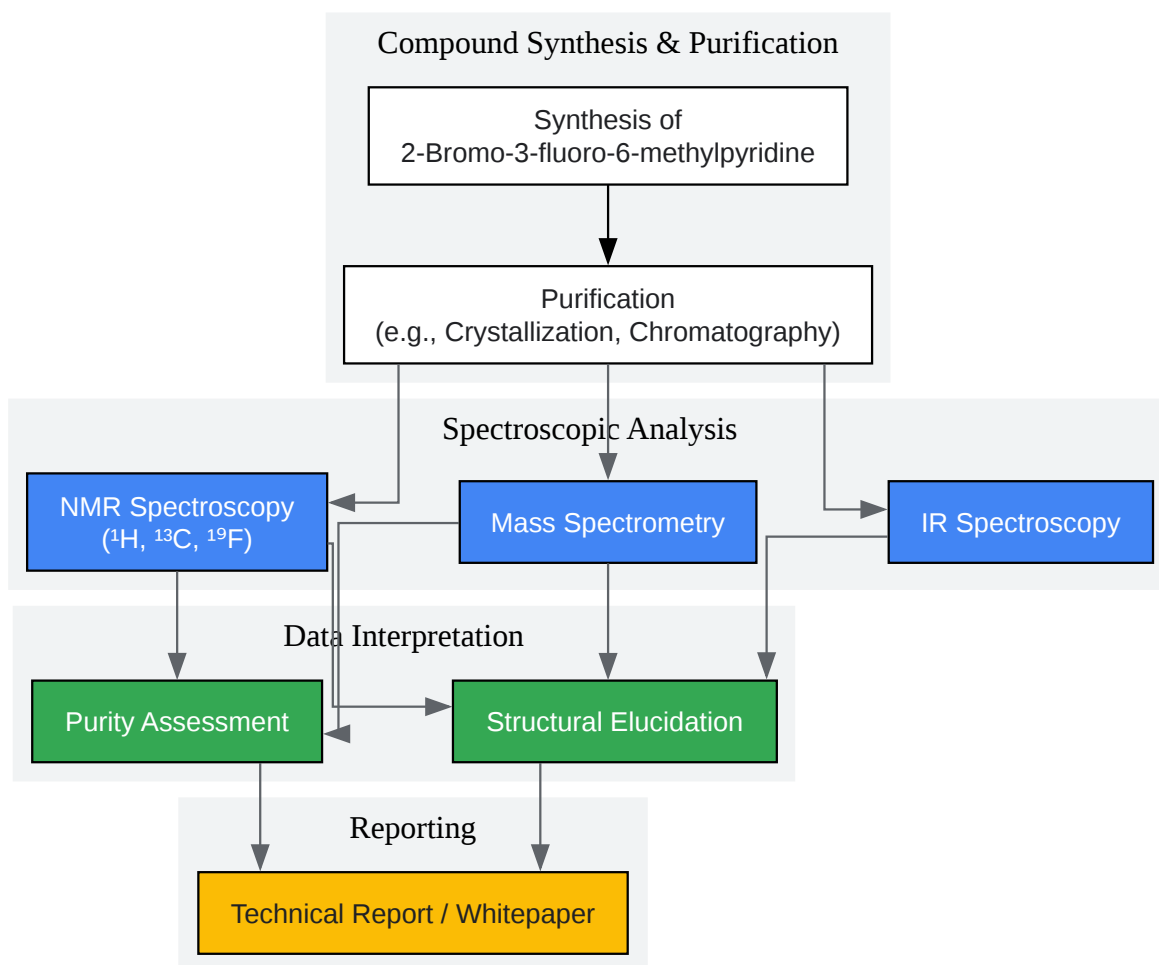 Compound Synthesis & Purification
Synthesis of
2-Bromo-3-fluoro-6-methylpyridine
Purification
(e.g., Crystallization, Chromatography)
Spectroscopic Analysis
NMR Spectroscopy
(¹H, ¹³C, ¹⁹F)
Mass Spectrometry
IR Spectroscopy
Data Interpretation
Purity Assessment
Structural Elucidation
Reporting
Technical Report / Whitepaper